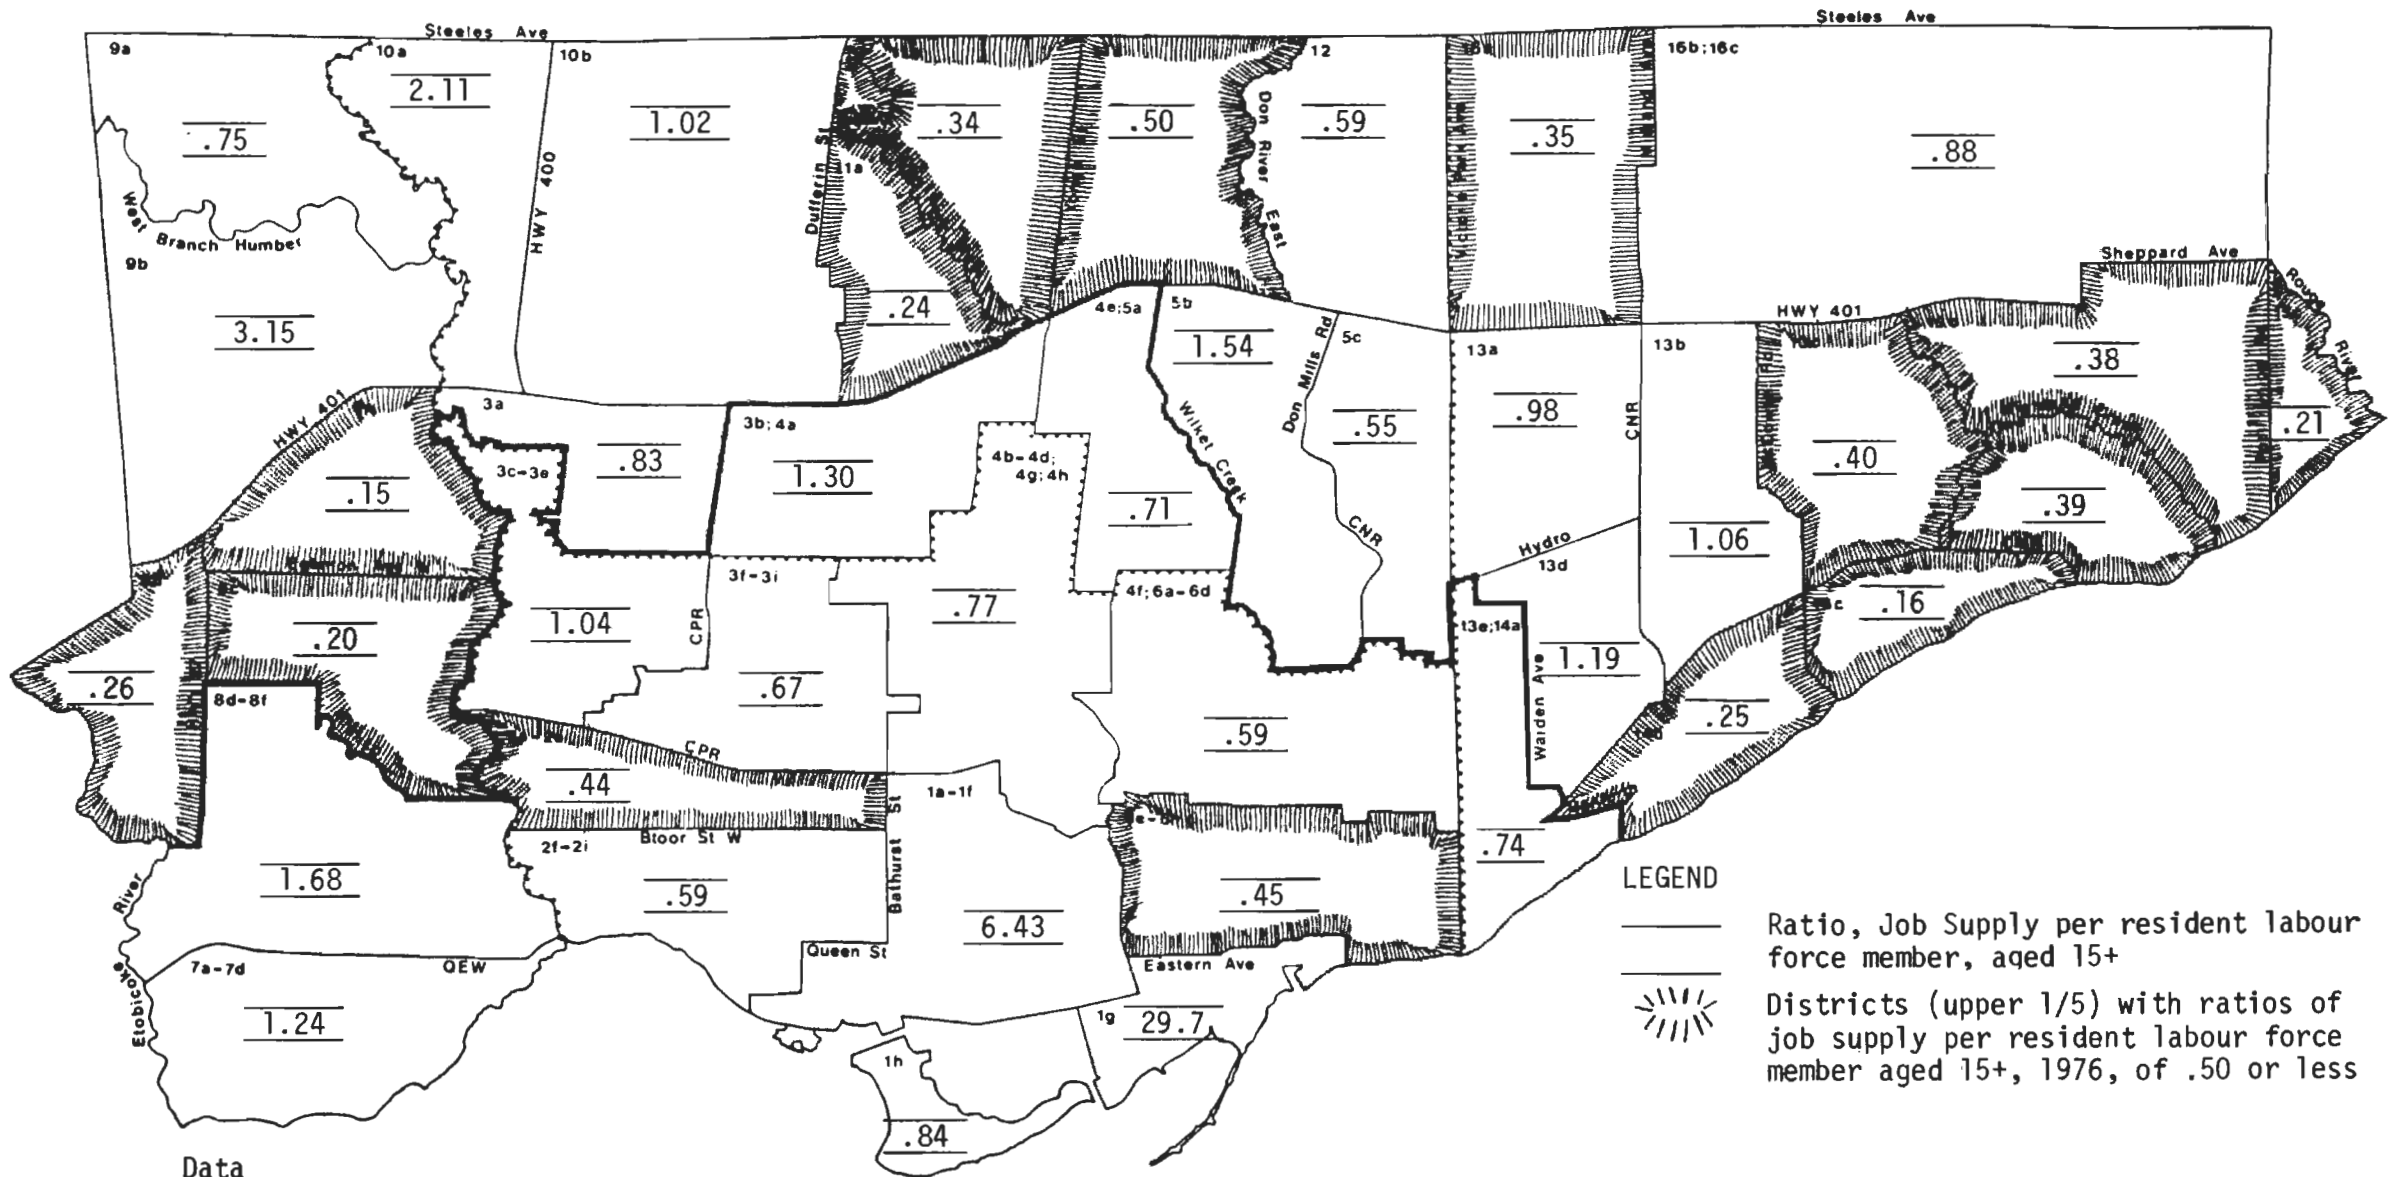 Steeles Ave
Steeles Ave
9a
10a
10b
12
16b;16c
2.11
.75
1.02
.34
.50
.59
.35
.88
HWY 400
Dufferin St
11a
Don River East
Victoria Park Ave
West Branch Humber
9b
3.15
.24
4e;5a
5b
1.54
Don Mills Rd
5c
Sheppard Ave
HWY 401
Rouge River
13a
13b
.38
HWY 401
3a
.83
3b;4a
1.30
3c-3e
4b-4d;
4g;4h
Wilket Creek
.55
.98
CNR
.40
.21
.15
.71
CNR
Hydro
13d
1.06
.39
3f-3i
4f;6a-6d
.77
.20
1.04
CPR
13e;14a
.16
.26
8d-8f
.67
Warden Ave
1.19
.25
.59
CPR
.44
1a-1f
Bathurst St
2f-2i
Bloor St W
.74
1.68
.59
.45
6.43
River
Etobicoke
7a-7d
QEW
Queen St
Eastern Ave
1.24
1g
29.7
1h
.84
LEGEND
Ratio, Job Supply per resident labour
force member, aged 15+
Districts (upper 1/5) with ratios of
job supply per resident labour force
member aged 15+, 1976, of .50 or less
Data